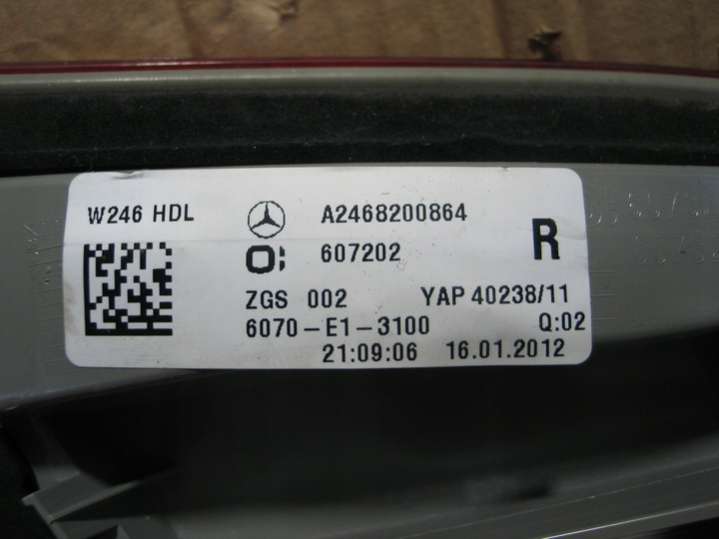 W246 HDL A2468200864
O: 607202 R
ZGS 002 YAP 40238/11
6070-E1-3100 Q:02
21:09:06 16.01.2012